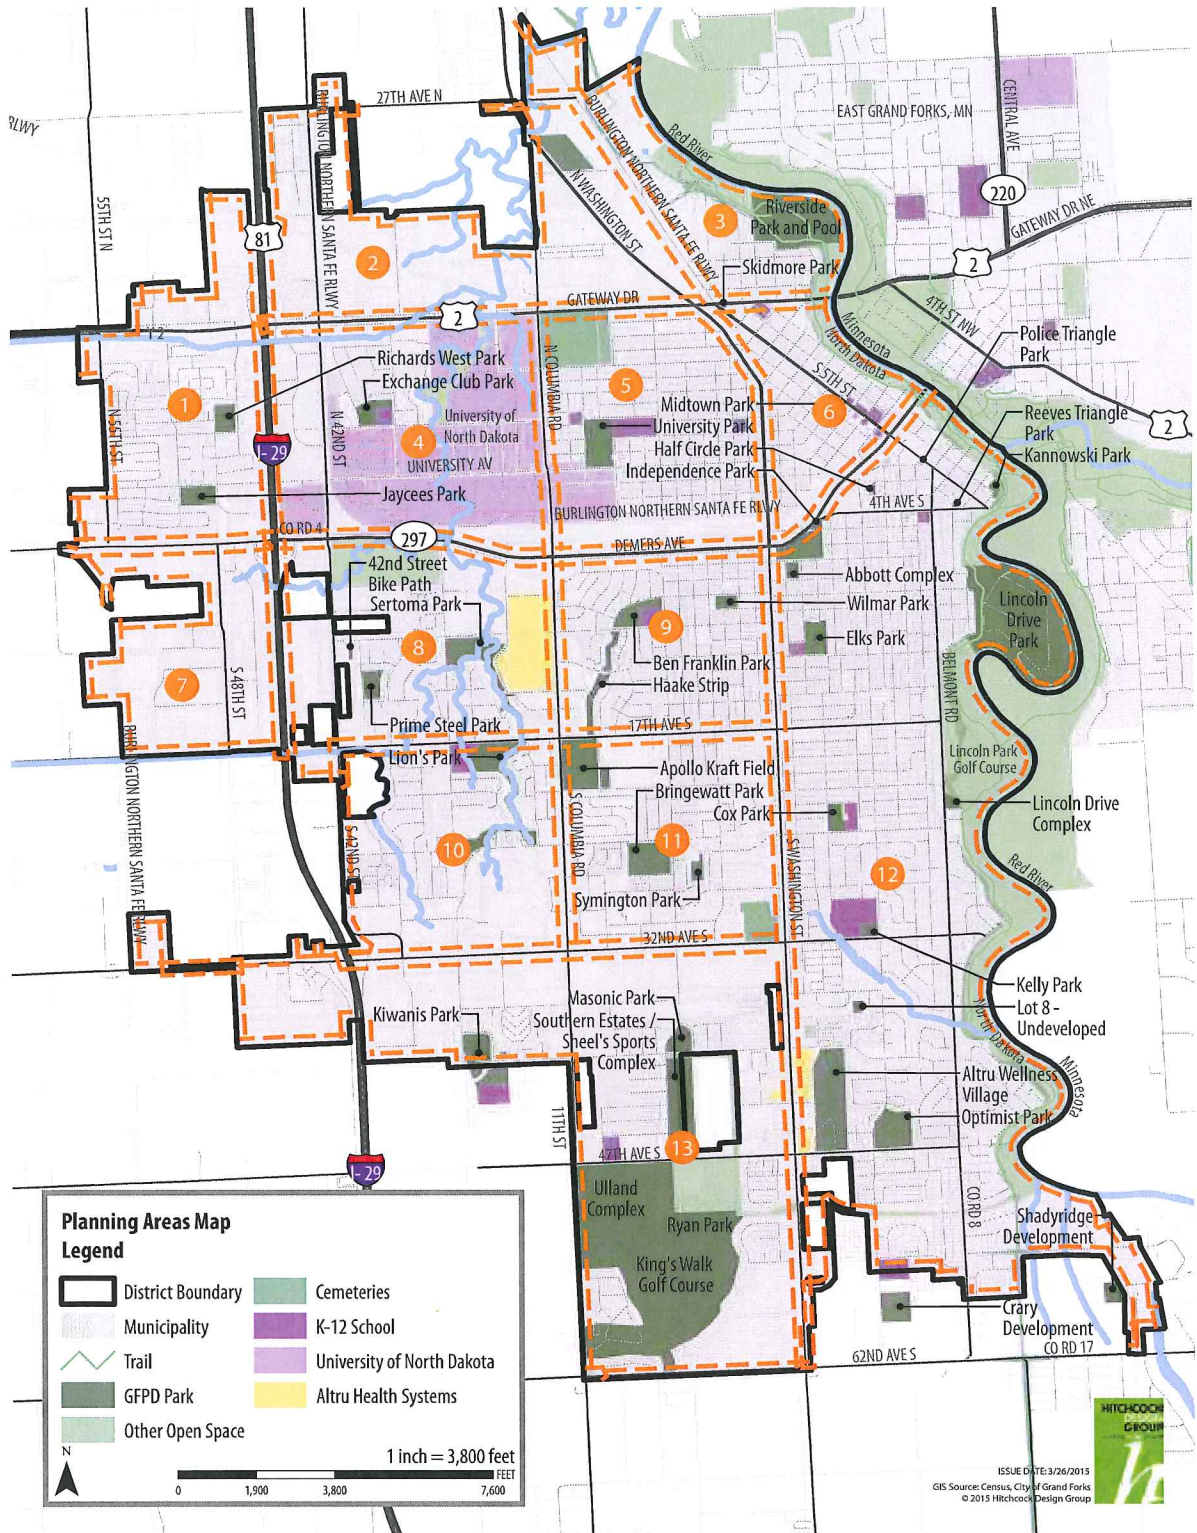 27TH AVE N
RLWY
BURLINGTON NORTHERN SANTA FE RLWY
BURLINGTON NORTHERN SANTA FE RLWY
EAST GRAND FORKS, MN
CENTRAL AVE
Red River
220
55TH ST N
81
2
N WASHINGTON ST
3
Riverside
Park and Pool
GATEWAY DR NE
2
Skidmore Park
GATEWAY DR
2
4TH ST NW
Minnesota
North Dakota
Police Triangle
Park
Richards West Park
Exchange Club Park
N COLUMBIA RD
5
S 5TH ST
1
Midtown Park
6
University of
North Dakota
University Park
Reeves Triangle
Park
2
N 55TH ST
I-29
N 42ND ST
4
Half Circle Park
Kannowski Park
UNIVERSITY AV
Independence Park
Jaycees Park
4TH AVE S
BURLINGTON NORTHERN SANTA FE RLWY
CO RD 4
297
DEMERS AVE
42nd Street
Bike Path
Abbott Complex
Sertoma Park
Wilmar Park
Lincoln
Drive
Park
8
9
Elks Park
Ben Franklin Park
7
S 48TH ST
Haake Strip
BELMONT RD
Prime Steel Park
17TH AVE S
BURLINGTON NORTHERN SANTA FE RLWY
Lion's Park
Apollo Kraft Field
Lincoln Park
Golf Course
Bringewatt Park
Cox Park
Lincoln Drive
Complex
S 42ND ST
10
S COLUMBIA RD
11
S WASHINGTON ST
12
Red River
Symington Park
32ND AVE S
Kelly Park
Masonic Park
Lot 8 -
Undeveloped
Kiwanis Park
Southern Estates /
Sheel's Sports
Complex
North Dakota
Minnesota
Altru Wellness
Village
Optimist Park
11TH ST
13
47TH AVE S
I-29
Ulland
Complex
CO RD 8
Ryan Park
Shadyridge
Development
King's Walk
Golf Course
Crary
Development
62ND AVE S
CO RD 17
Planning Areas Map
Legend
District Boundary
Cemeteries
Municipality
K-12 School
Trail
University of North Dakota
GFPD Park
Altru Health Systems
Other Open Space
N
1 inch = 3,800 feet
FEET
0 1,900 3,800 7,600
HITCHCOCK
DESIGN
GROUP
ISSUE DATE: 3/26/2015
GIS Source: Census, City of Grand Forks
© 2015 Hitchcock Design Group